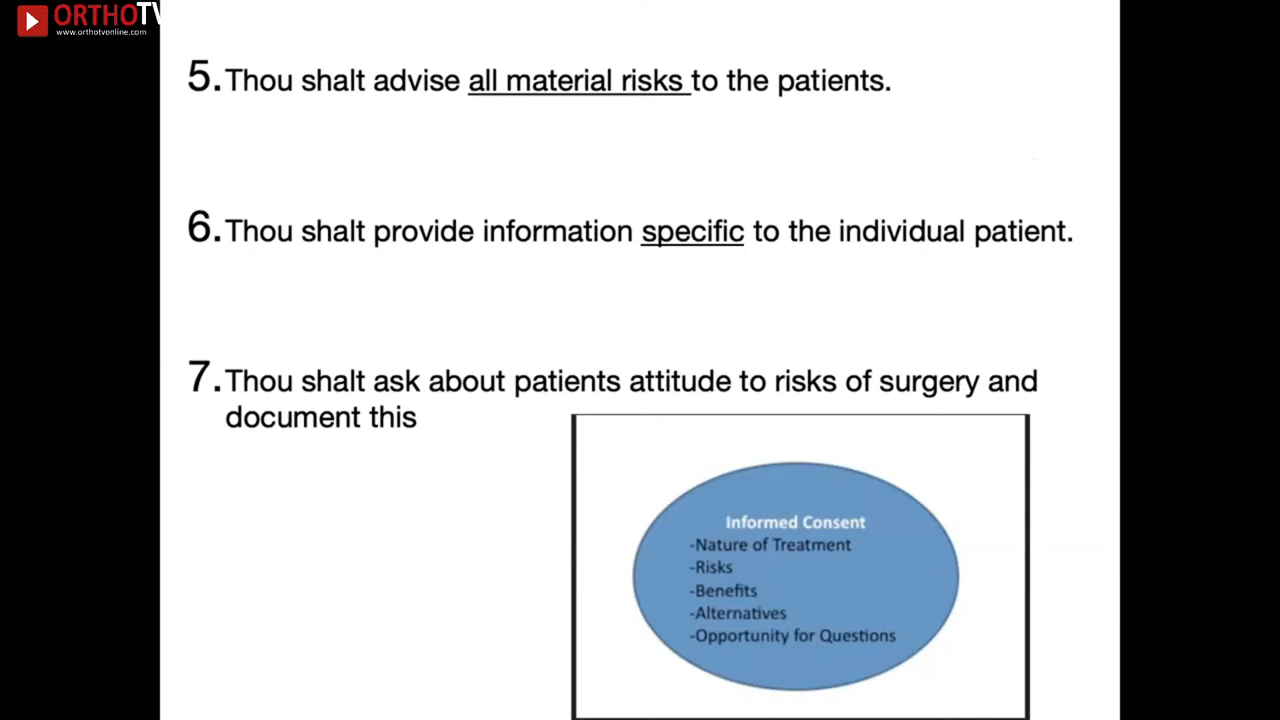 ORTHOTV
www.orthotvonline.com
5. Thou shalt advise all material risks to the patients.
6. Thou shalt provide information specific to the individual patient.
7. Thou shalt ask about patients attitude to risks of surgery and
document this
Informed Consent
-Nature of Treatment
-Risks
-Benefits
-Alternatives
-Opportunity for Questions